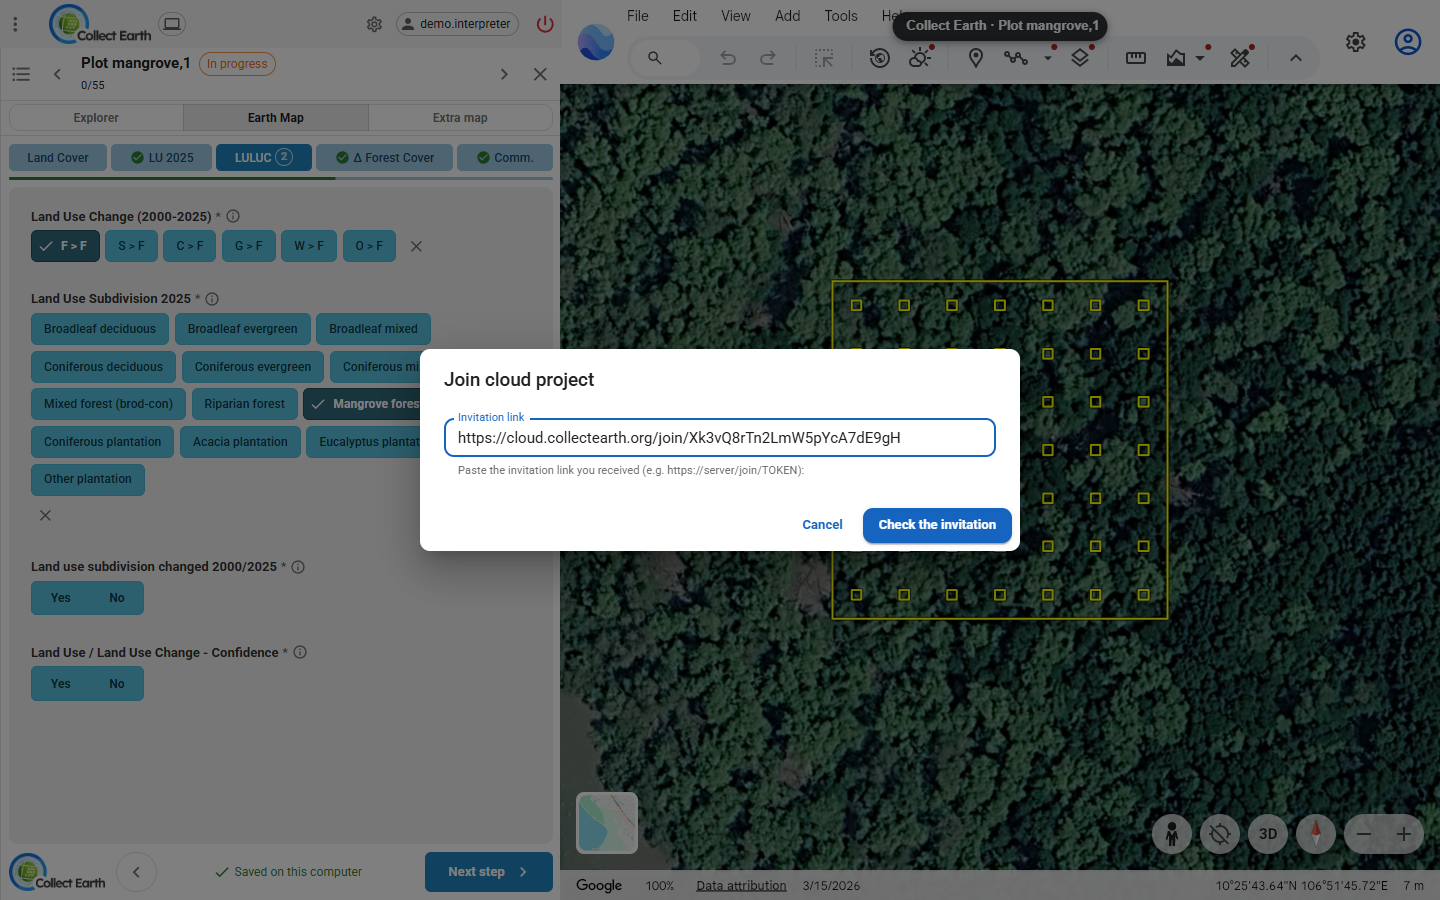 Collect Earth
demo.interpreter
Plot mangrove,1
In progress
0/55
Explorer
Earth Map
Extra map
Land Cover
LU 2025
LULUC 2
Δ Forest Cover
Comm.
Land Use Change (2000-2025) *
F > F
S > F
C > F
G > F
W > F
O > F
Land Use Subdivision 2025 *
Broadleaf deciduous
Broadleaf evergreen
Broadleaf mixed
Coniferous deciduous
Coniferous evergreen
Coniferous
Mixed forest (brod-con)
Riparian forest
Mangrove
Coniferous plantation
Acacia plantation
Eucalyptus
Other plantation
Land use subdivision changed 2000/2025 *
Yes
No
Land Use / Land Use Change - Confidence *
Yes
No
Collect Earth
Saved on this computer
Next step
File
Edit
View
Add
Tools
Collect Earth · Plot mangrove,1
Join cloud project
Invitation link
https://cloud.collectearth.org/join/Xk3vQ8rTn2LmW5pYcA7dE9gH
Paste the invitation link you received (e.g. https://server/join/TOKEN):
Cancel
Check the invitation
3D
Google
100%
Data attribution
3/15/2026
10°25'43.64"N 106°51'45.72"E
7 m